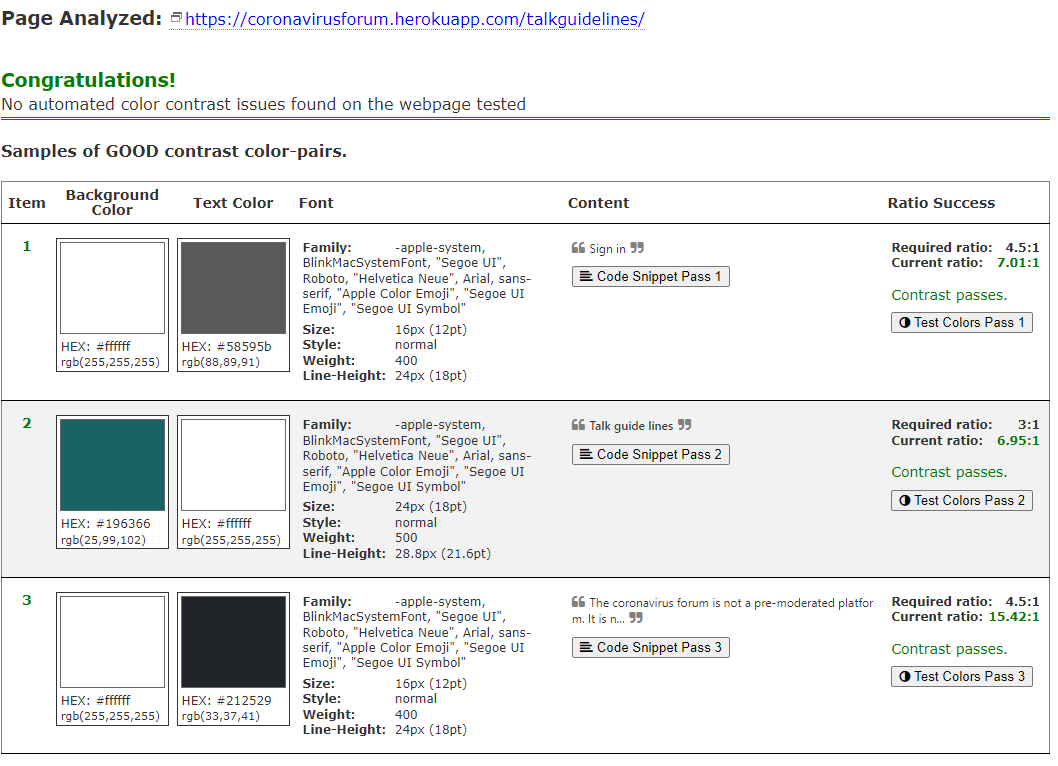 Page Analyzed: https://coronavirusforum.herokuapp.com/talkguidelines/
Congratulations!
No automated color contrast issues found on the webpage tested
Samples of GOOD contrast color-pairs.
Item Background Color Text Color Font Content Ratio Success
1
HEX: #ffffff
rgb(255,255,255)
HEX: #58595b
rgb(88,89,91)
Family: -apple-system,
BlinkMacSystemFont, "Segoe UI",
Roboto, "Helvetica Neue", Arial, sans-
serif, "Apple Color Emoji", "Segoe UI
Emoji", "Segoe UI Symbol"
Size: 16px (12pt)
Style: normal
Weight: 400
Line-Height: 24px (18pt)
❝ Sign in ❞
Code Snippet Pass 1
Required ratio: 4.5:1
Current ratio: 7.01:1
Contrast passes.
Test Colors Pass 1
2
HEX: #196366
rgb(25,99,102)
HEX: #ffffff
rgb(255,255,255)
Family: -apple-system,
BlinkMacSystemFont, "Segoe UI",
Roboto, "Helvetica Neue", Arial, sans-
serif, "Apple Color Emoji", "Segoe UI
Emoji", "Segoe UI Symbol"
Size: 24px (18pt)
Style: normal
Weight: 500
Line-Height: 28.8px (21.6pt)
❝ Talk guide lines ❞
Code Snippet Pass 2
Required ratio: 3:1
Current ratio: 6.95:1
Contrast passes.
Test Colors Pass 2
3
HEX: #ffffff
rgb(255,255,255)
HEX: #212529
rgb(33,37,41)
Family: -apple-system,
BlinkMacSystemFont, "Segoe UI",
Roboto, "Helvetica Neue", Arial, sans-
serif, "Apple Color Emoji", "Segoe UI
Emoji", "Segoe UI Symbol"
Size: 16px (12pt)
Style: normal
Weight: 400
Line-Height: 24px (18pt)
❝ The coronavirus forum is not a pre-moderated platfor
m. It is n... ❞
Code Snippet Pass 3
Required ratio: 4.5:1
Current ratio: 15.42:1
Contrast passes.
Test Colors Pass 3